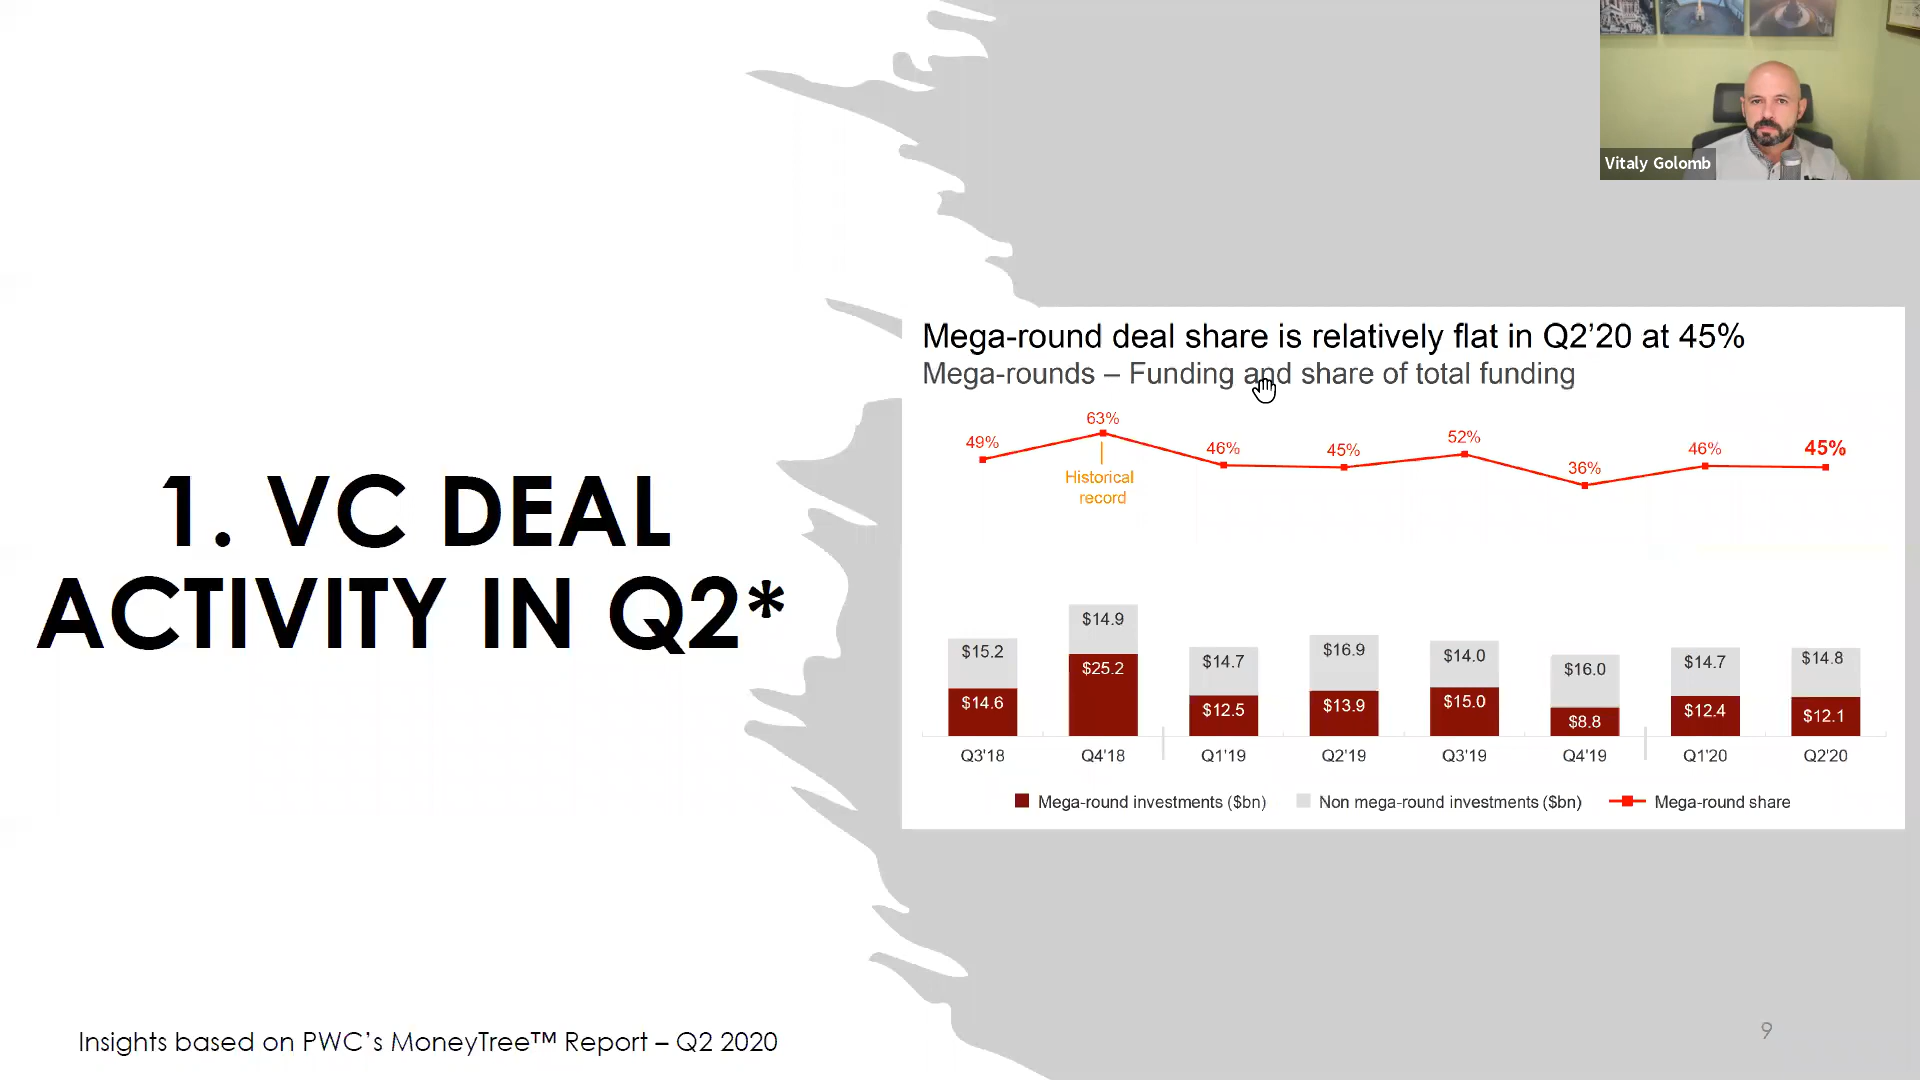 Vitaly Golomb
1. VC DEAL
ACTIVITY IN Q2*
Mega-round deal share is relatively flat in Q2’20 at 45%
Mega-rounds – Funding and share of total funding
49% 63% 46% 45% 52% 36% 46% 45%
Historical
record
$15.2 $14.9 $14.7 $16.9 $14.0 $16.0 $14.7 $14.8
$14.6 $25.2 $12.5 $13.9 $15.0 $8.8 $12.4 $12.1
Q3'18 Q4'18 Q1'19 Q2'19 Q3'19 Q4'19 Q1'20 Q2'20
Mega-round investments ($bn) Non mega-round investments ($bn) Mega-round share
Insights based on PWC’s MoneyTree™ Report – Q2 2020
9